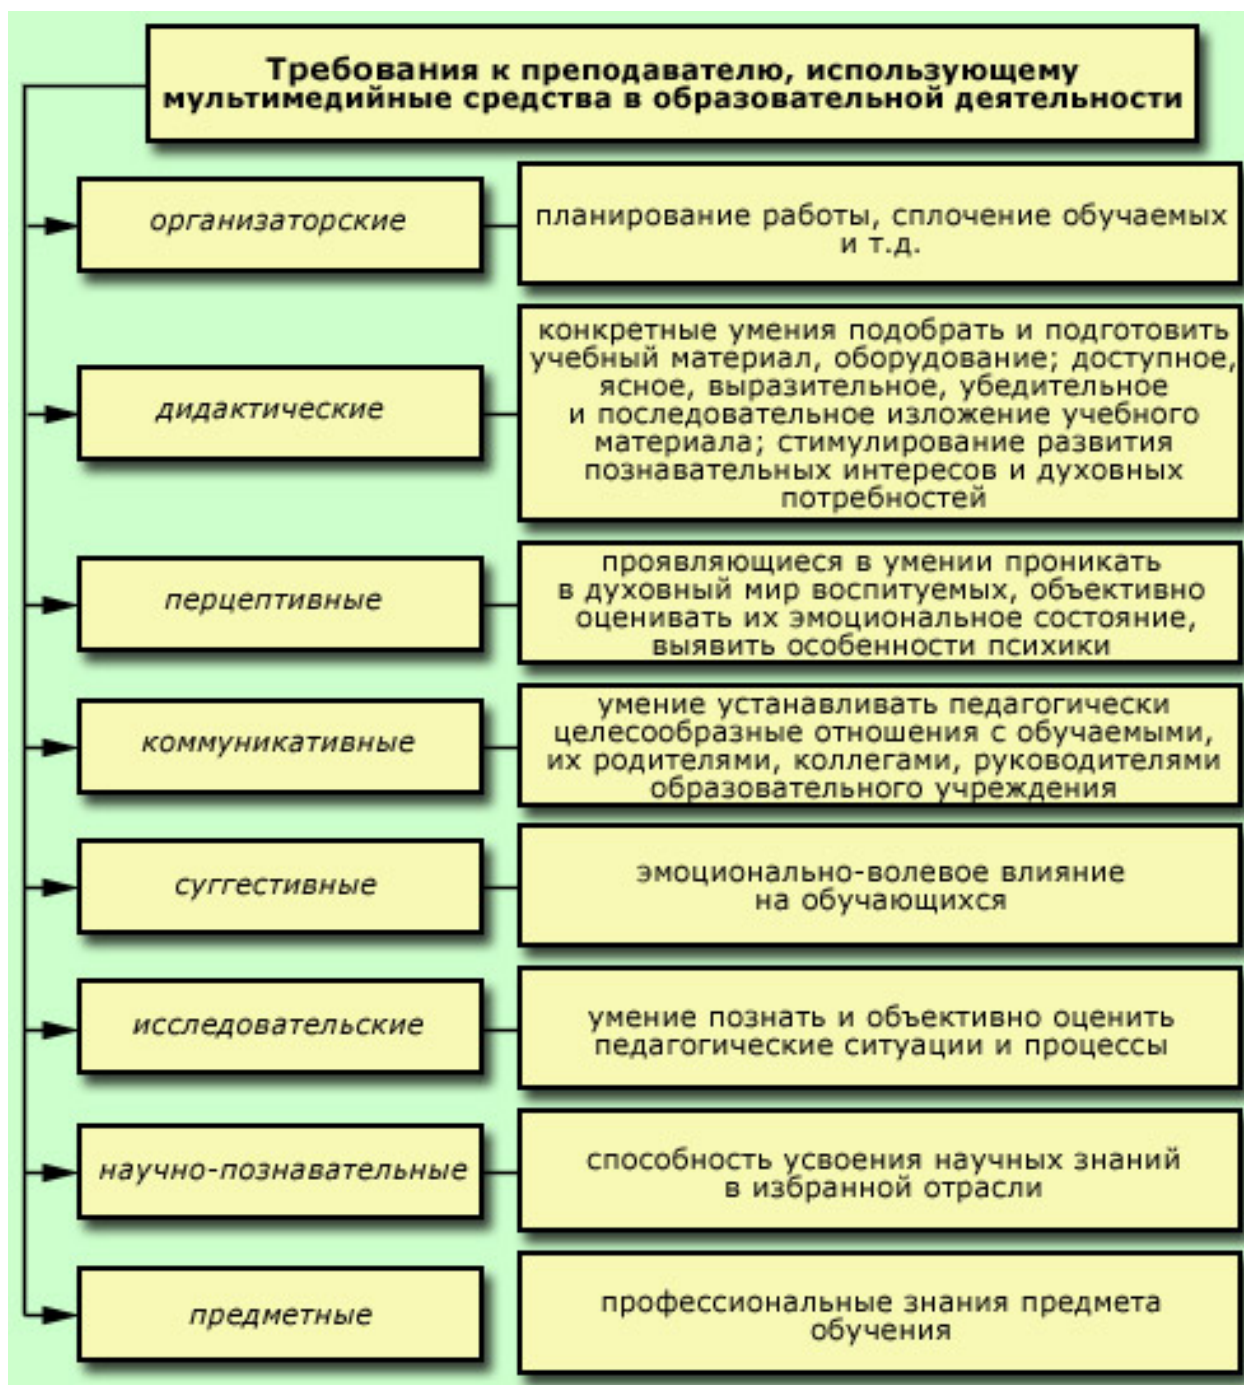 Требования к преподавателю, использующему
мультимедийные средства в образовательной деятельности
организаторские
планирование работы, сплочение обучаемых
и т.д.
дидактические
конкретные умения подобрать и подготовить
учебный материал, оборудование; доступное,
ясное, выразительное, убедительное
и последовательное изложение учебного
материала; стимулирование развития
познавательных интересов и духовных
потребностей
перцептивные
проявляющиеся в умении проникать
в духовный мир воспитуемых, объективно
оценивать их эмоциональное состояние,
выявить особенности психики
коммуникативные
умение устанавливать педагогически
целесообразные отношения с обучаемыми,
их родителями, коллегами, руководителями
образовательного учреждения
суггестивные
эмоционально-волевое влияние
на обучающихся
исследовательские
умение познать и объективно оценить
педагогические ситуации и процессы
научно-познавательные
способность усвоения научных знаний
в избранной отрасли
предметные
профессиональные знания предмета
обучения